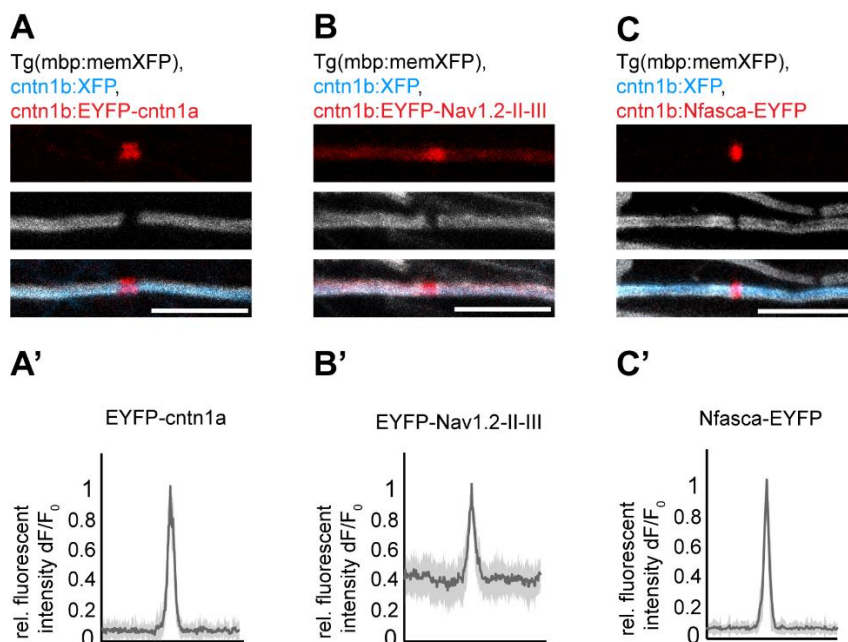 A
Tg(mbp:memXFP),
cntn1b:XFP,
cntn1b:EYFP-cntn1a
B
Tg(mbp:memXFP),
cntn1b:XFP,
cntn1b:EYFP-Nav1.2-II-III
C
Tg(mbp:memXFP),
cntn1b:XFP,
cntn1b:Nfasca-EYFP
A’
EYFP-cntn1a
rel. fluorescent
intensity dF/F0
1
0.8
0.6
0.4
0.2
0
B’
EYFP-Nav1.2-II-III
rel. fluorescent
intensity dF/F0
1
0.8
0.6
0.4
0.2
0
C’
Nfasca-EYFP
rel. fluorescent
intensity dF/F0
1
0.8
0.6
0.4
0.2
0